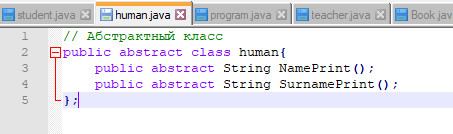 student.java human.java program.java teacher.java Book.jav
1 // Абстрактный класс
2 public abstract class human{
3 public abstract String NamePrint();
4 public abstract String SurnamePrint();
5 };